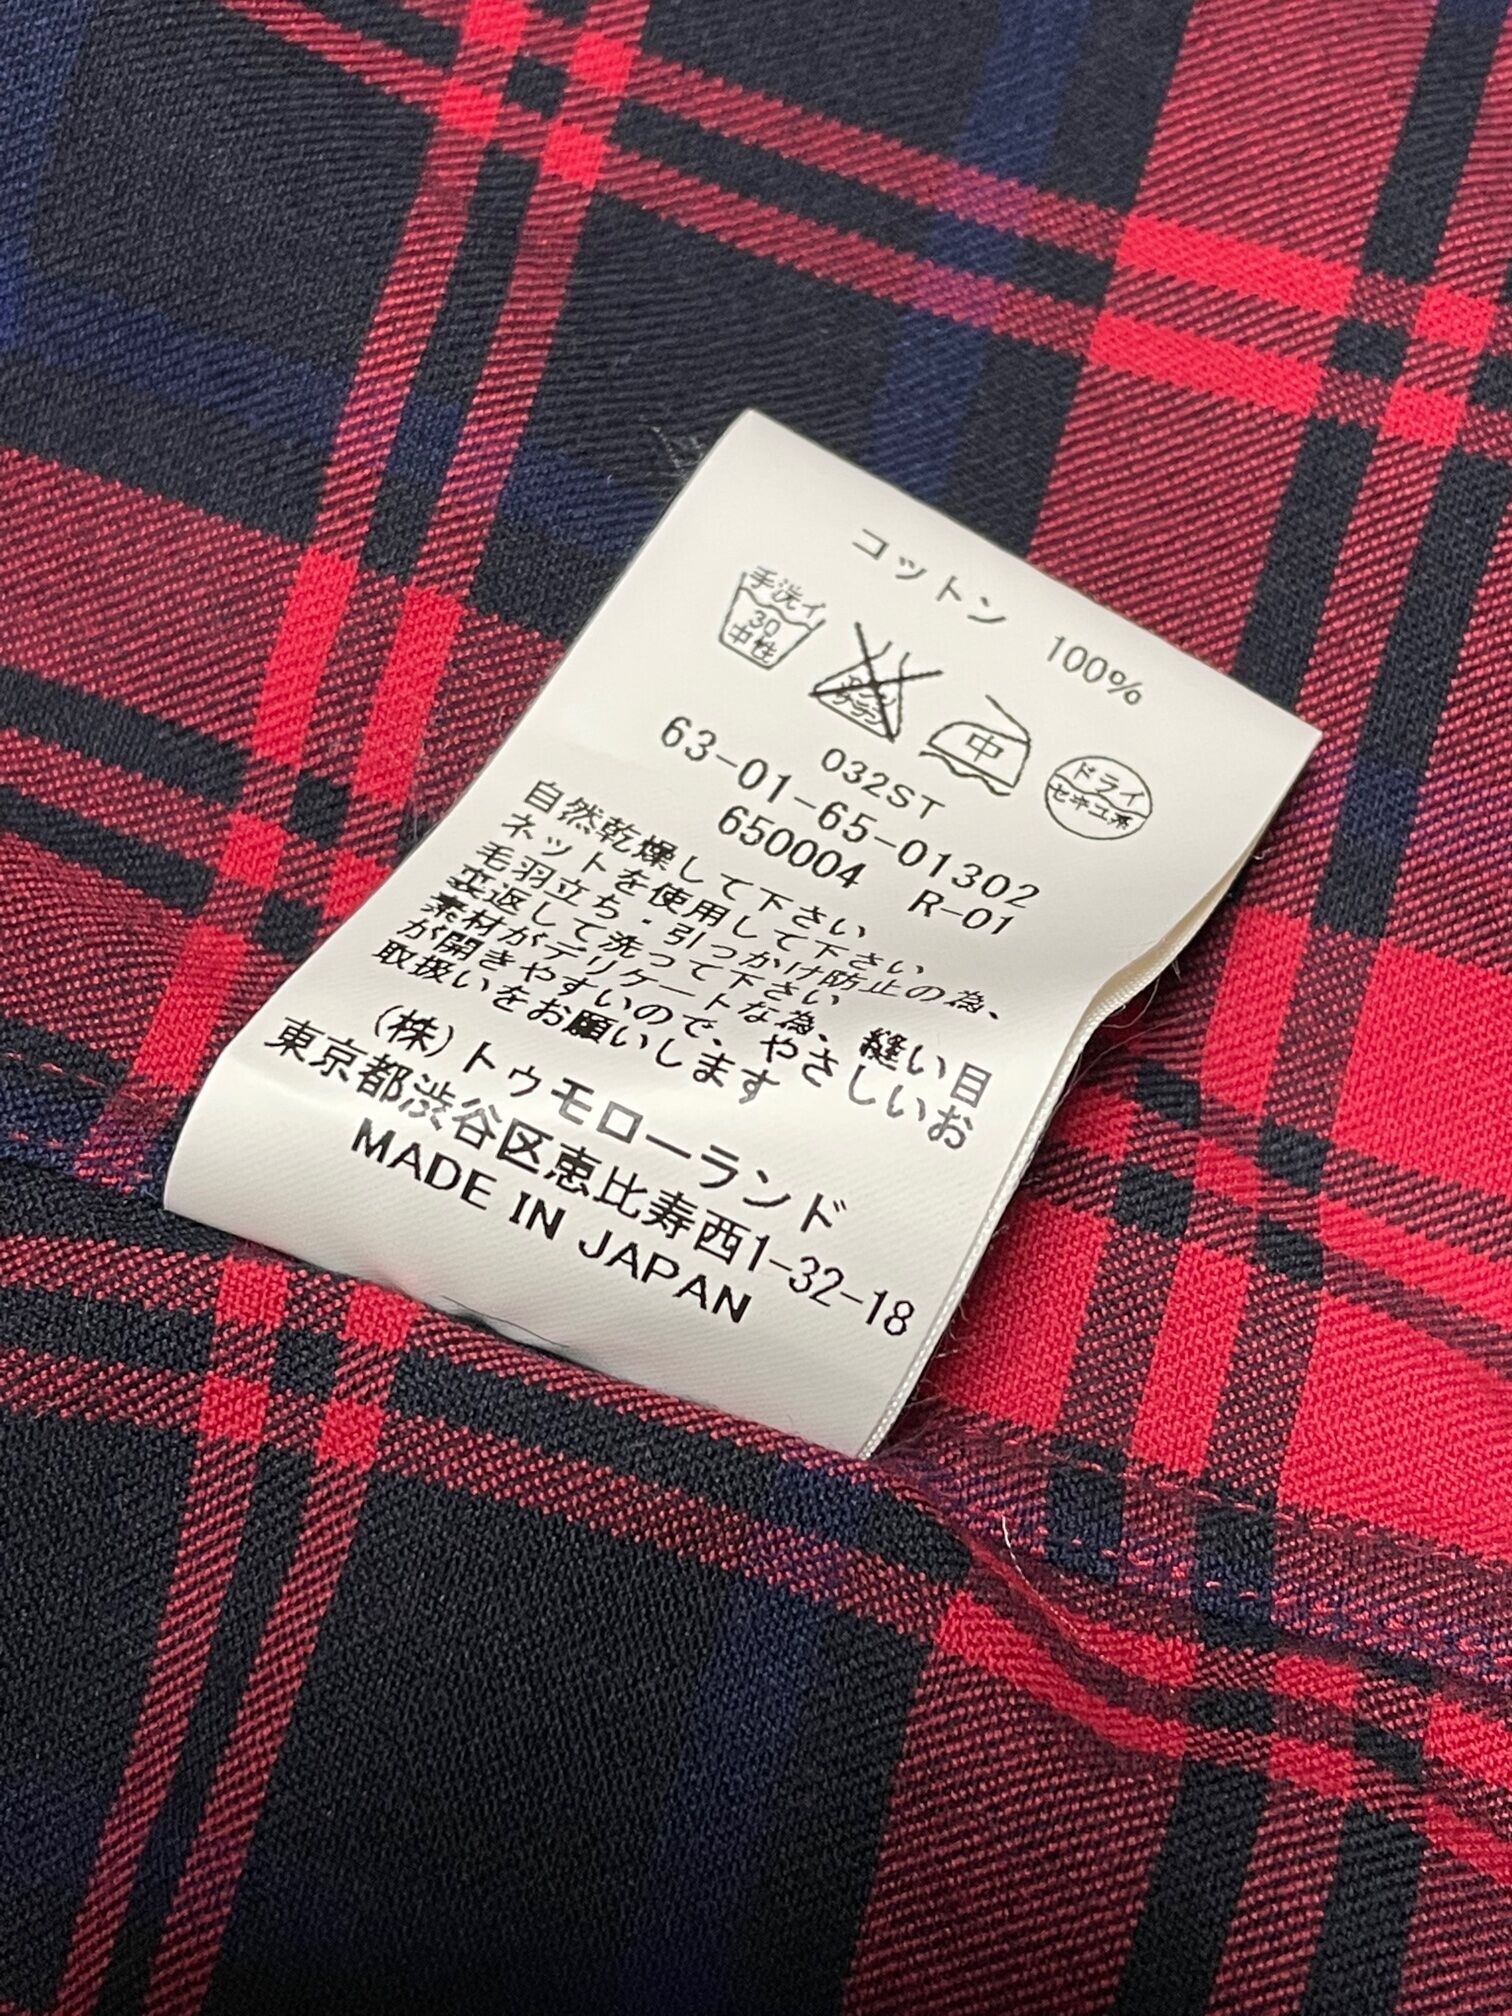 コットン 100%
手洗イ
30
中性
エンソ
サラシ
中
ドライ
セキユ系
032ST
63-01-65-01302
650004 R-01
自然乾燥して下さい
ネットを使用して下さい
毛羽立ち・引っかけ防止の為、
裏返して洗って下さい
素材がデリケートな為、縫い目
が開きやすいので、やさしいお
取扱いをお願いします
(株)トゥモローランド
東京都渋谷区恵比寿西1-32-18
MADE IN JAPAN